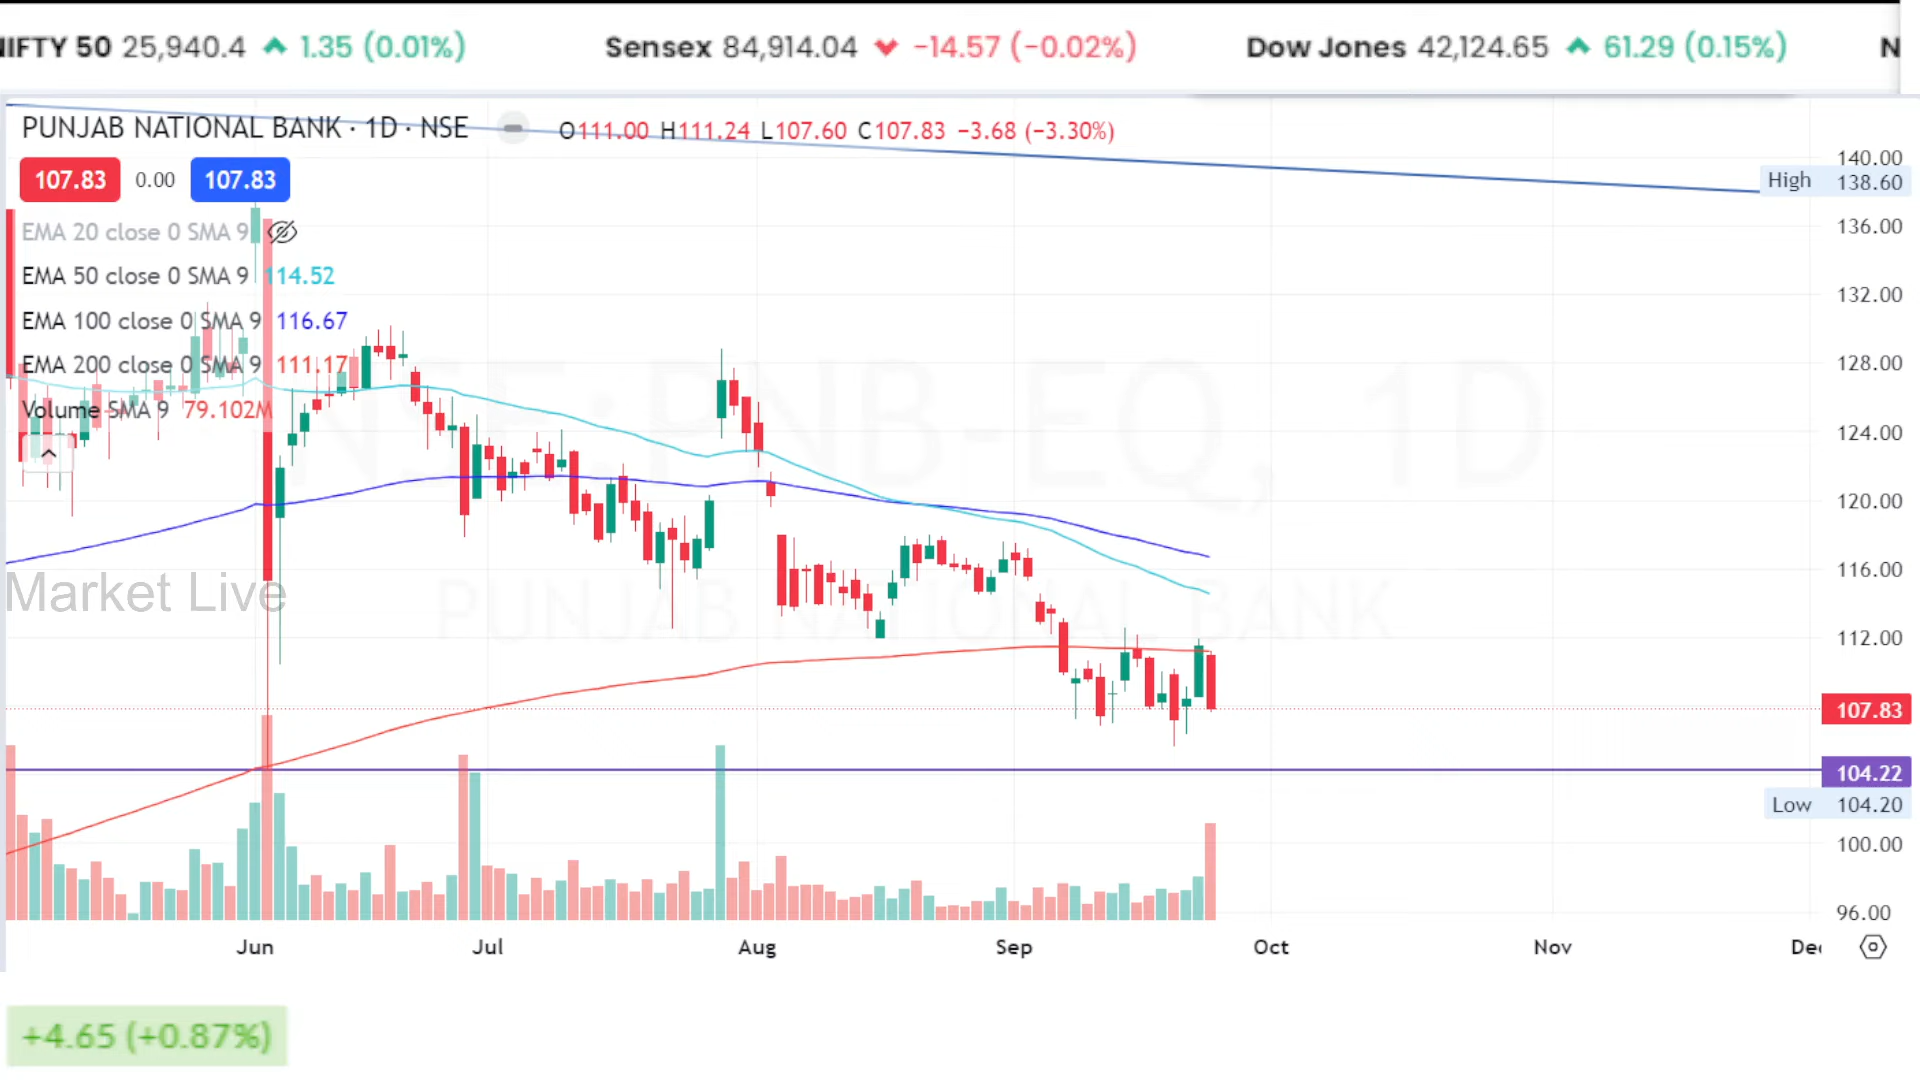 NIFTY 50 25,940.4 1.35 (0.01%) Sensex 84,914.04 −14.57 (−0.02%) Dow Jones 42,124.65 61.29 (0.15%) N
PUNJAB NATIONAL BANK · 1D · NSE O111.00 H111.24 L107.60 C107.83 −3.68 (−3.30%)
107.83 0.00 107.83
EMA 20 close 0 SMA 9
EMA 50 close 0 SMA 9 114.52
EMA 100 close 0 SMA 9 116.67
EMA 200 close 0 SMA 9 111.17
Volume SMA 9 79.102M
NSE:PNB-EQ, 1D
PUNJAB NATIONAL BANK
Market Live
140.00
High 138.60
136.00
132.00
128.00
124.00
120.00
116.00
112.00
107.83
104.22
Low 104.20
100.00
96.00
Jun Jul Aug Sep Oct Nov Dec
+4.65 (+0.87%)